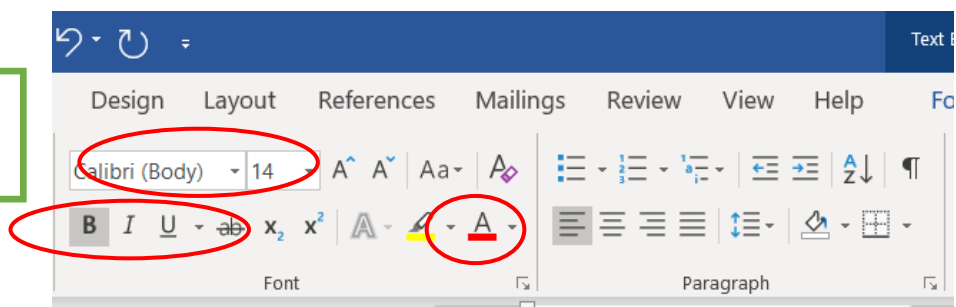 Text
Design Layout References Mailings Review View Help Fo
Calibri (Body) 14 A A Aa A A Z ¶
B I U ab x2 x2 A A
Font Paragraph